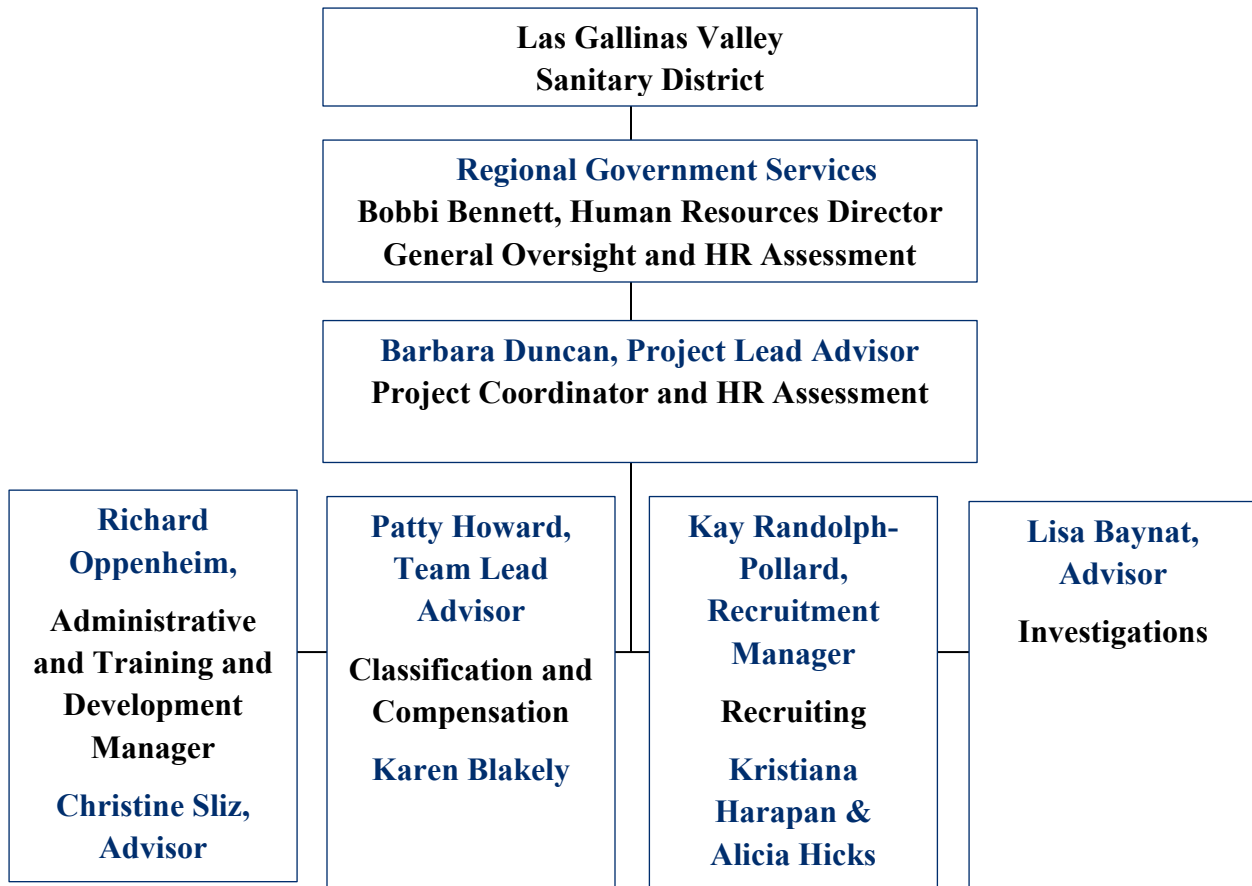 Las Gallinas Valley
Sanitary District
Regional Government Services
Bobbi Bennett, Human Resources Director
General Oversight and HR Assessment
Barbara Duncan, Project Lead Advisor
Project Coordinator and HR Assessment
Richard
Oppenheim,
Administrative
and Training and
Development
Manager
Christine Sliz,
Advisor
Patty Howard,
Team Lead
Advisor
Classification and
Compensation
Karen Blakely
Kay Randolph-
Pollard,
Recruitment
Manager
Recruiting
Kristiana
Harapan &
Alicia Hicks
Lisa Baynat,
Advisor
Investigations